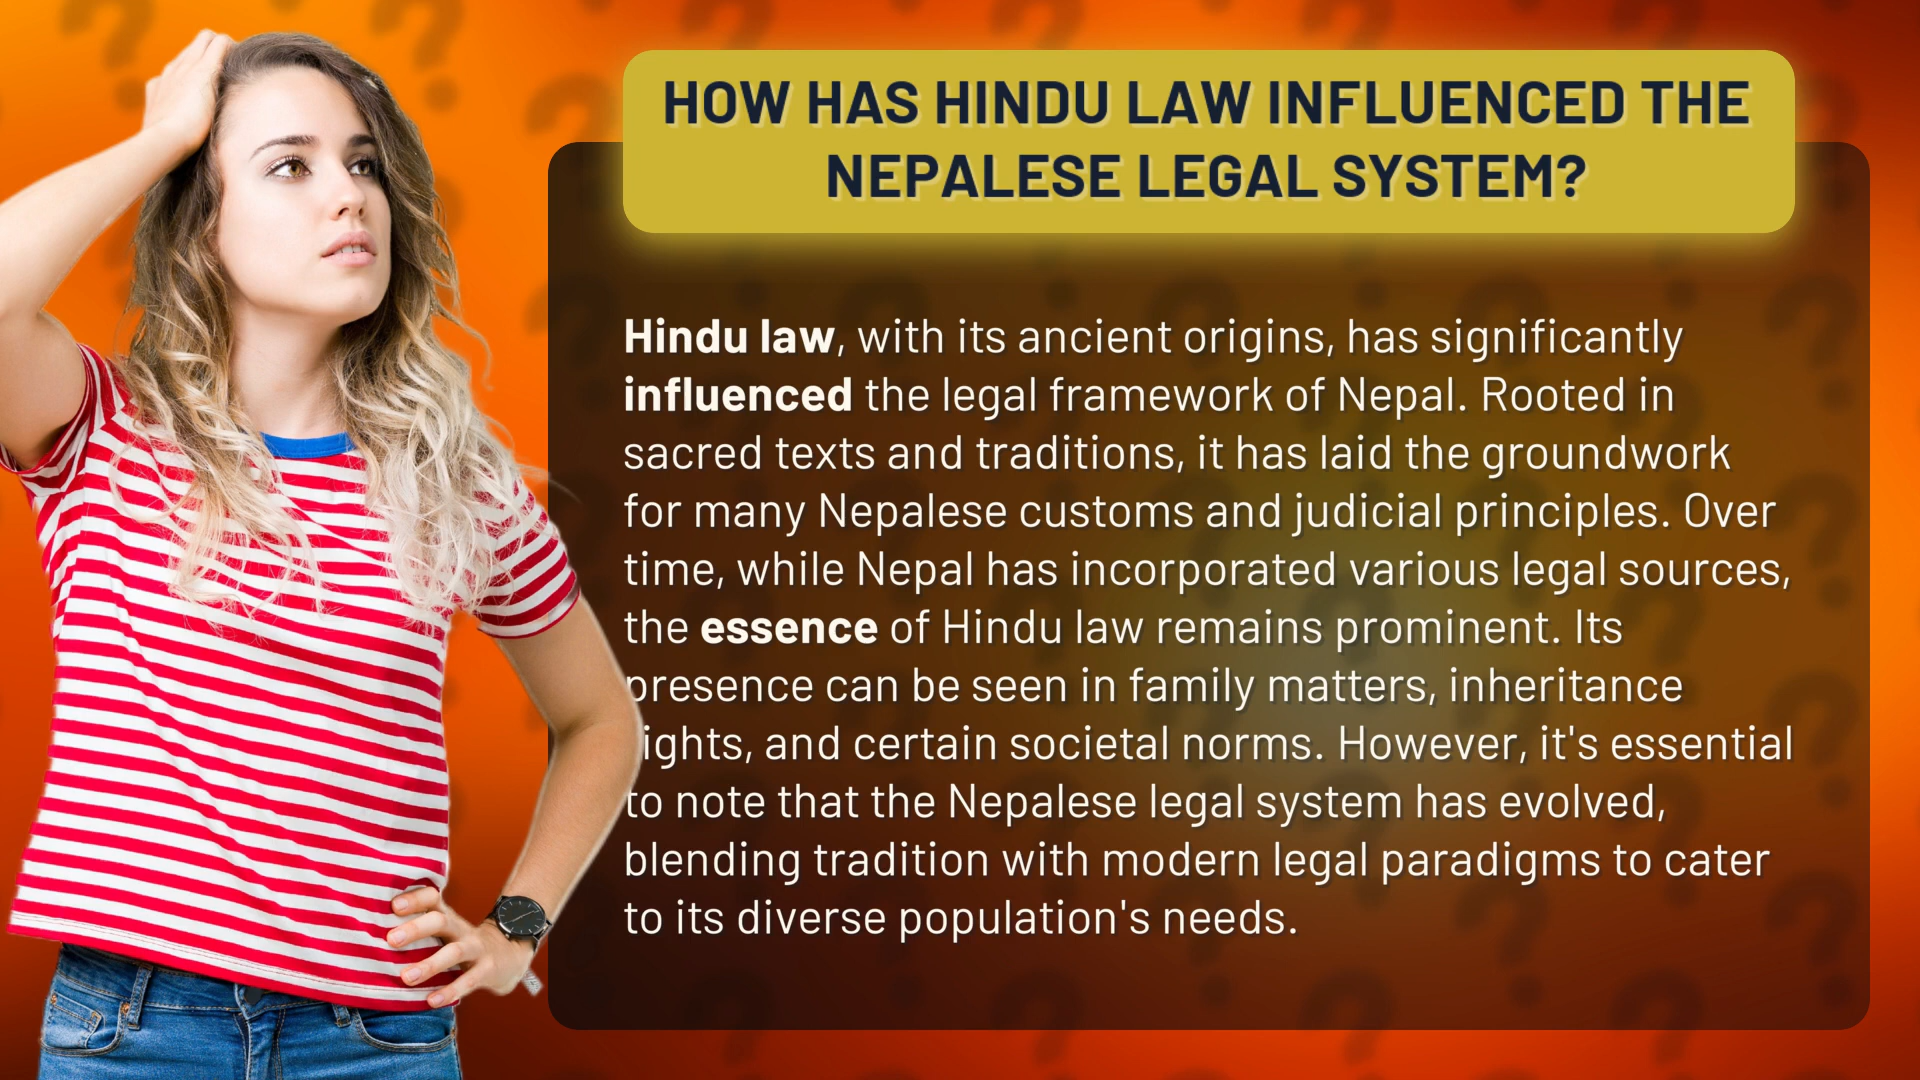 HOW HAS HINDU LAW INFLUENCED THE
NEPALESE LEGAL SYSTEM?
Hindu law, with its ancient origins, has significantly
influenced the legal framework of Nepal. Rooted in
sacred texts and traditions, it has laid the groundwork
for many Nepalese customs and judicial principles. Over
time, while Nepal has incorporated various legal sources,
the essence of Hindu law remains prominent. Its
presence can be seen in family matters, inheritance
rights, and certain societal norms. However, it's essential
to note that the Nepalese legal system has evolved,
blending tradition with modern legal paradigms to cater
to its diverse population's needs.